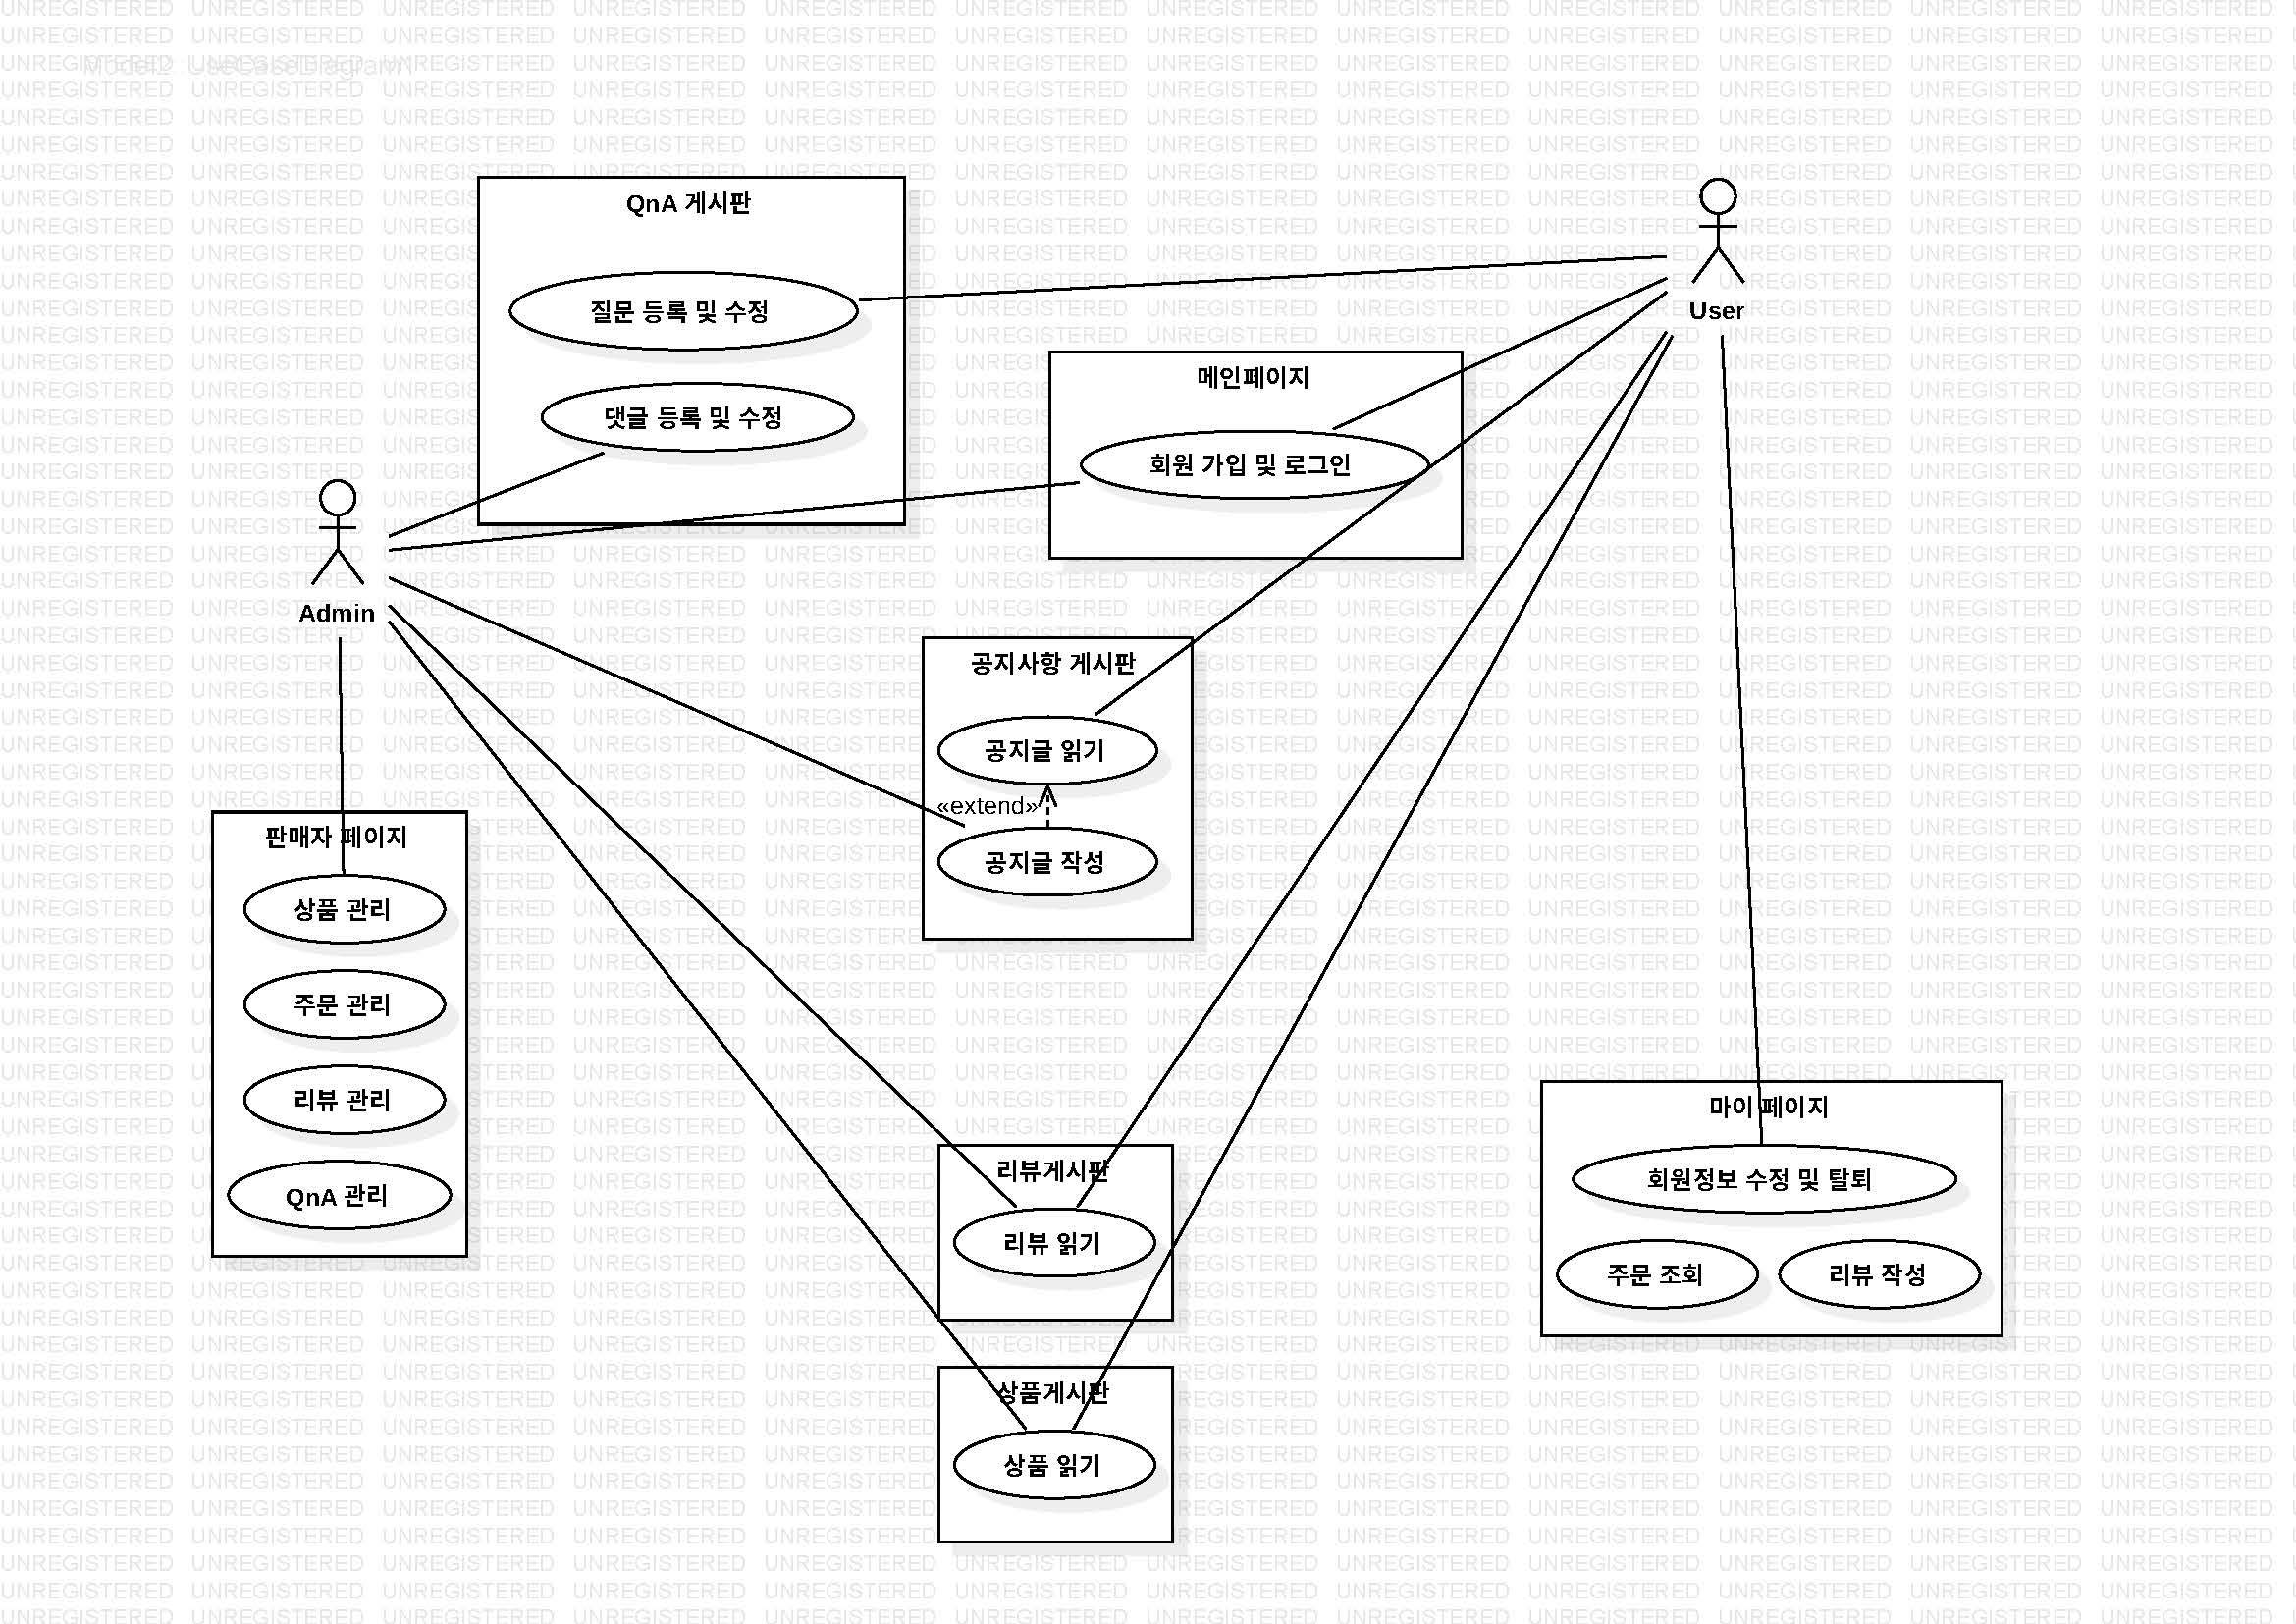 Model2 UseCaseDiagram1
QnA 게시판
질문 등록 및 수정
댓글 등록 및 수정
User
메인페이지
회원 가입 및 로그인
Admin
공지사항 게시판
공지글 읽기
«extend»
공지글 작성
판매자 페이지
상품 관리
주문 관리
리뷰 관리
QnA 관리
마이 페이지
회원정보 수정 및 탈퇴
주문 조회
리뷰 작성
리뷰게시판
리뷰 읽기
상품게시판
상품 읽기
UNREGISTERED